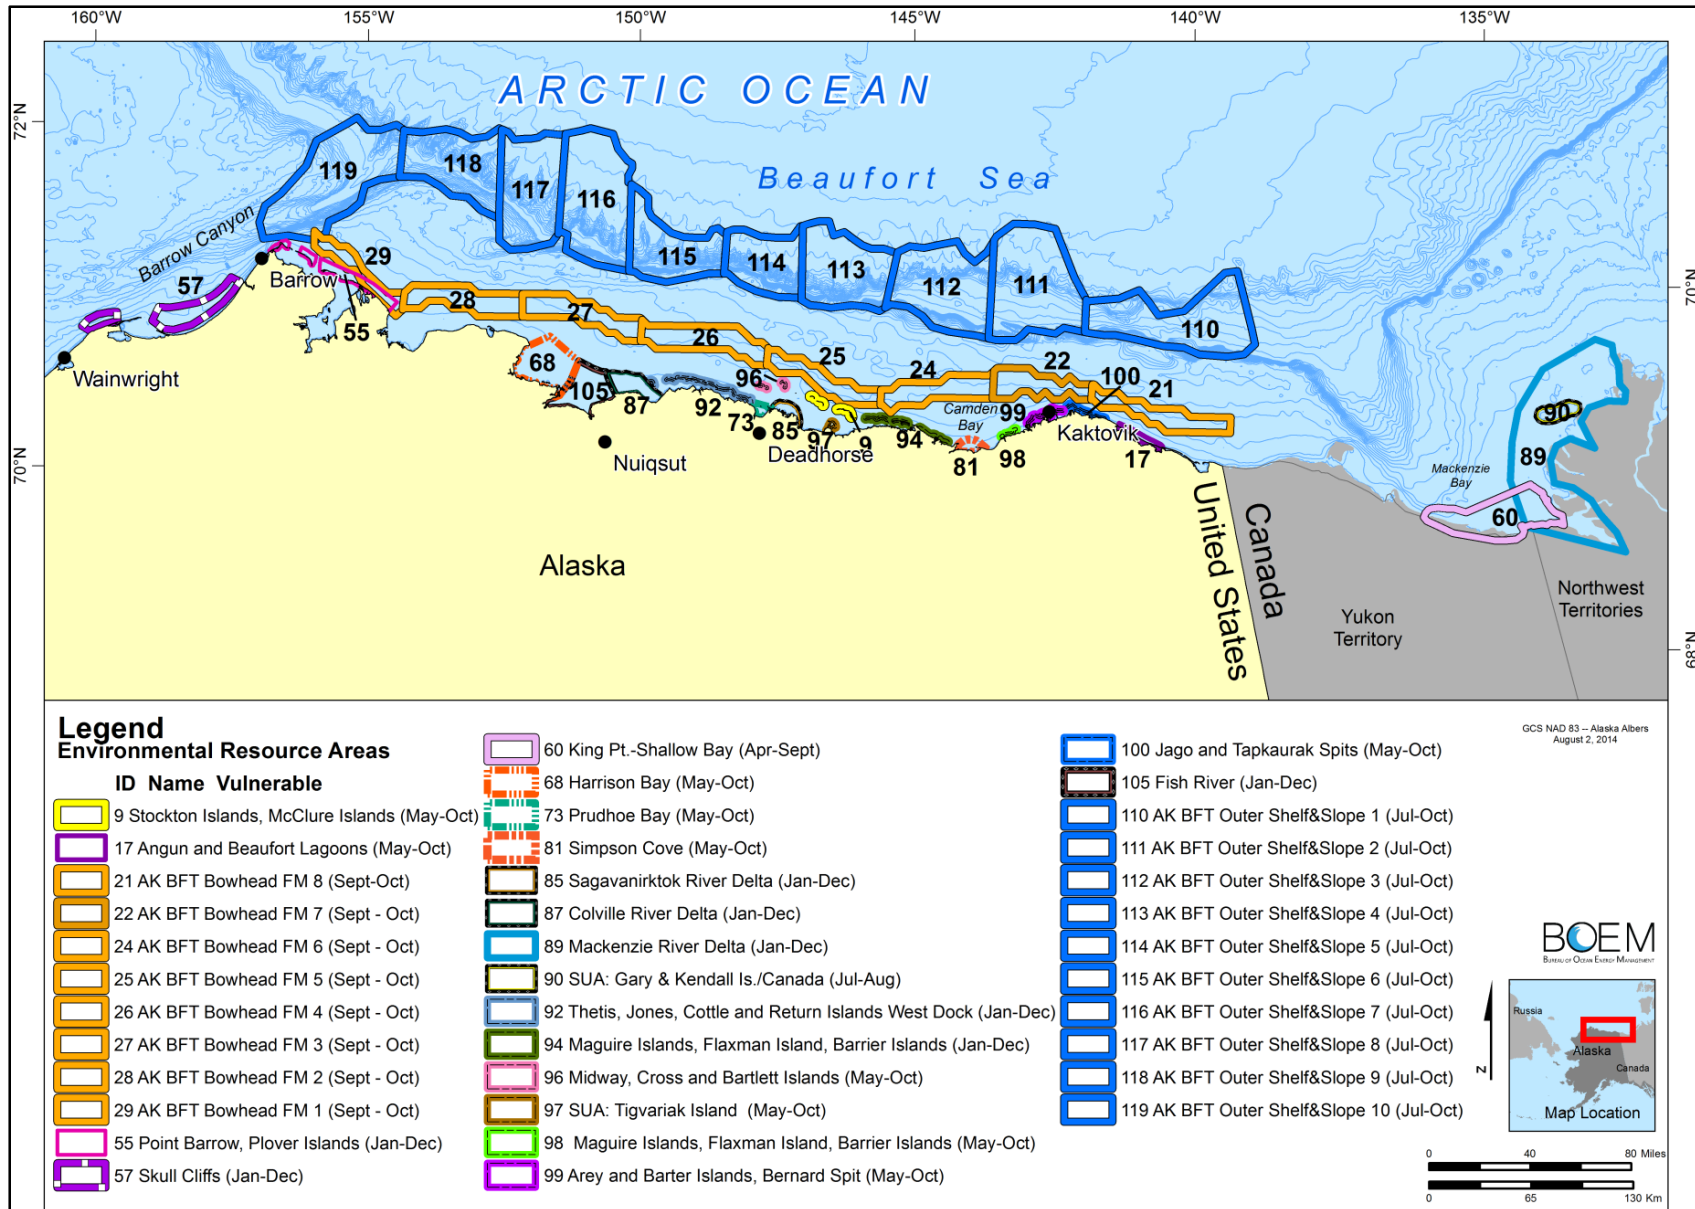 160°W 155°W 150°W 145°W 140°W 135°W
72°N
70°N
70°N
68°N
ARCTIC OCEAN
Beaufort Sea
Barrow Canyon
119
118
117
116
115
114
113
112
111
110
57
29
Barrow
55
28
27
26
25
24
22
100
21
Wainwright
68
105
87
92
96
73
85
97
9
94
Camden
Bay
99
Kaktovik
81
98
17
Nuiqsut
Deadhorse
90
89
Mackenzie
Bay
60
Alaska
United States
Canada
Yukon
Territory
Northwest
Territories
Legend
Environmental Resource Areas
ID Name Vulnerable
9 Stockton Islands, McClure Islands (May-Oct)
17 Angun and Beaufort Lagoons (May-Oct)
21 AK BFT Bowhead FM 8 (Sept-Oct)
22 AK BFT Bowhead FM 7 (Sept - Oct)
24 AK BFT Bowhead FM 6 (Sept - Oct)
25 AK BFT Bowhead FM 5 (Sept - Oct)
26 AK BFT Bowhead FM 4 (Sept - Oct)
27 AK BFT Bowhead FM 3 (Sept - Oct)
28 AK BFT Bowhead FM 2 (Sept - Oct)
29 AK BFT Bowhead FM 1 (Sept - Oct)
55 Point Barrow, Plover Islands (Jan-Dec)
57 Skull Cliffs (Jan-Dec)
60 King Pt.-Shallow Bay (Apr-Sept)
68 Harrison Bay (May-Oct)
73 Prudhoe Bay (May-Oct)
81 Simpson Cove (May-Oct)
85 Sagavanirktok River Delta (Jan-Dec)
87 Colville River Delta (Jan-Dec)
89 Mackenzie River Delta (Jan-Dec)
90 SUA: Gary & Kendall Is./Canada (Jul-Aug)
92 Thetis, Jones, Cottle and Return Islands West Dock (Jan-Dec)
94 Maguire Islands, Flaxman Island, Barrier Islands (Jan-Dec)
96 Midway, Cross and Bartlett Islands (May-Oct)
97 SUA: Tigvariak Island (May-Oct)
98 Maguire Islands, Flaxman Island, Barrier Islands (May-Oct)
99 Arey and Barter Islands, Bernard Spit (May-Oct)
100 Jago and Tapkaurak Spits (May-Oct)
105 Fish River (Jan-Dec)
110 AK BFT Outer Shelf&Slope 1 (Jul-Oct)
111 AK BFT Outer Shelf&Slope 2 (Jul-Oct)
112 AK BFT Outer Shelf&Slope 3 (Jul-Oct)
113 AK BFT Outer Shelf&Slope 4 (Jul-Oct)
114 AK BFT Outer Shelf&Slope 5 (Jul-Oct)
115 AK BFT Outer Shelf&Slope 6 (Jul-Oct)
116 AK BFT Outer Shelf&Slope 7 (Jul-Oct)
117 AK BFT Outer Shelf&Slope 8 (Jul-Oct)
118 AK BFT Outer Shelf&Slope 9 (Jul-Oct)
119 AK BFT Outer Shelf&Slope 10 (Jul-Oct)
GCS NAD 83 -- Alaska Albers
August 2, 2014
BOEM
BUREAU OF OCEAN ENERGY MANAGEMENT
N
Russia
Alaska
Canada
Map Location
0 40 80 Miles
0 65 130 Km